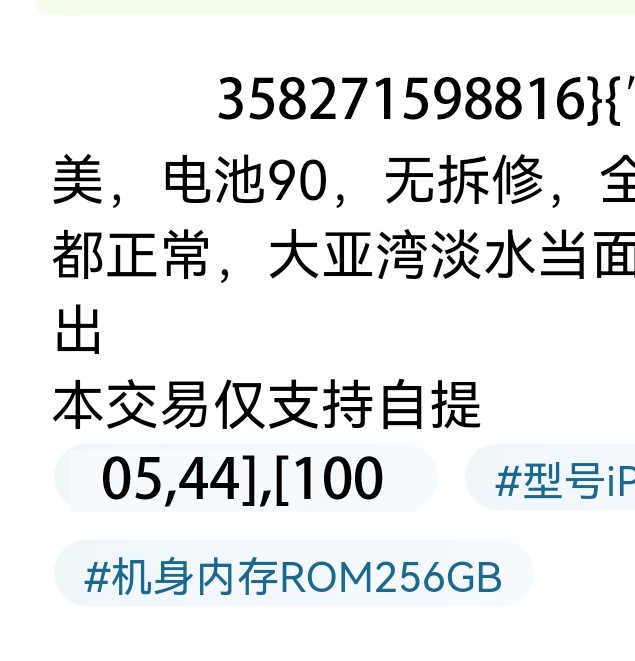 358271598816}{"
美，电池90，无拆修，全
都正常，大亚湾淡水当面
出
本交易仅支持自提
05,44],[100
#型号iP
#机身内存ROM256GB